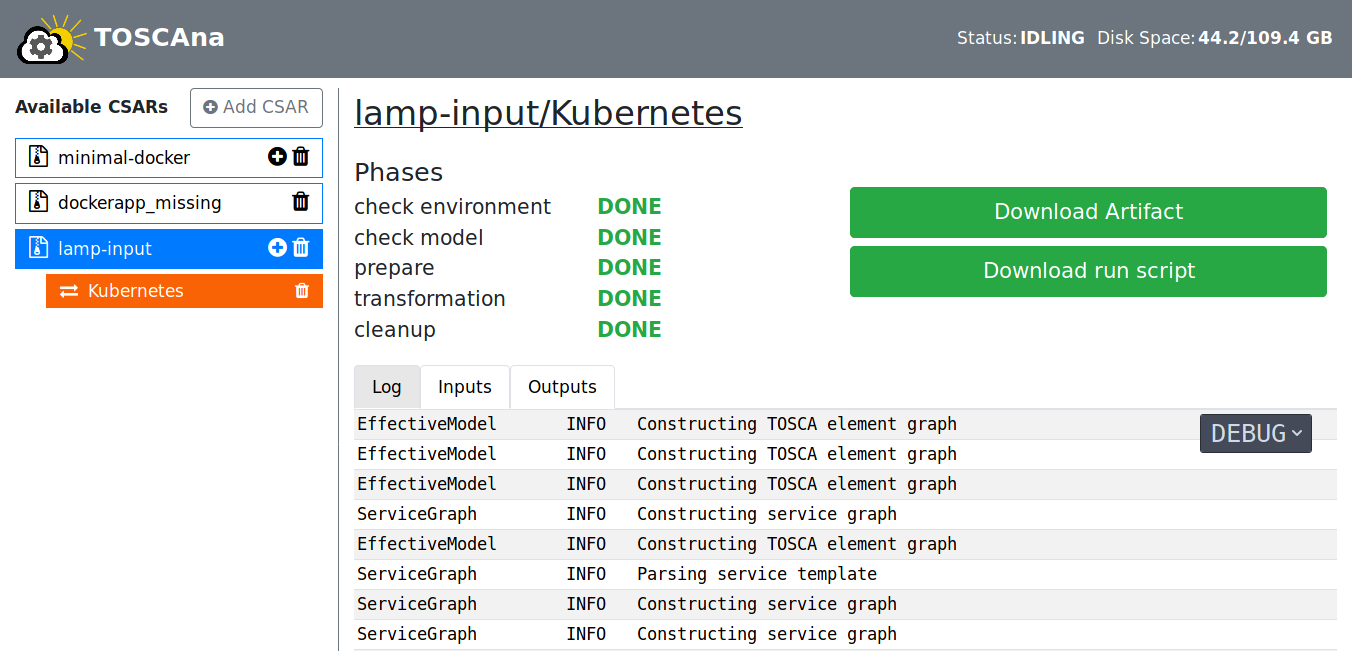 TOSCAna
Status: IDLING Disk Space: 44.2/109.4 GB
Available CSARs
Add CSAR
minimal-docker
dockerapp_missing
lamp-input
Kubernetes
lamp-input/Kubernetes
Phases
check environment DONE
check model DONE
prepare DONE
transformation DONE
cleanup DONE
Download Artifact
Download run script
Log Inputs Outputs
DEBUG
EffectiveModel INFO Constructing TOSCA element graph
EffectiveModel INFO Constructing TOSCA element graph
EffectiveModel INFO Constructing TOSCA element graph
ServiceGraph INFO Constructing service graph
EffectiveModel INFO Constructing TOSCA element graph
ServiceGraph INFO Parsing service template
ServiceGraph INFO Constructing service graph
ServiceGraph INFO Constructing service graph